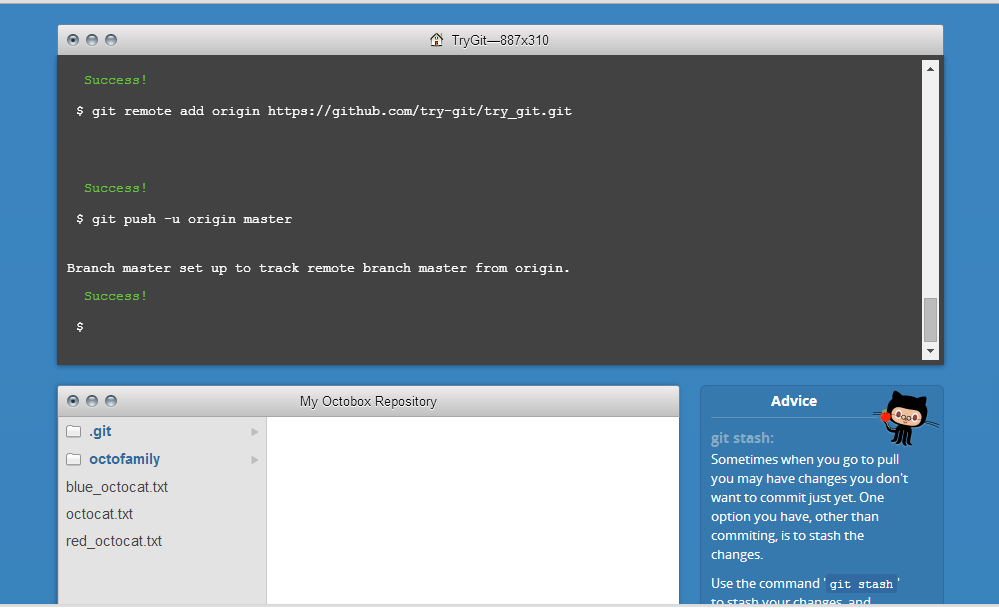 TryGit—887x310
Success!
$ git remote add origin https://github.com/try-git/try_git.git
Success!
$ git push -u origin master
Branch master set up to track remote branch master from origin.
Success!
$
My Octobox Repository
.git
octofamily
blue_octocat.txt
octocat.txt
red_octocat.txt
Advice
git stash:
Sometimes when you go to pull
you may have changes you don't
want to commit just yet. One
option you have, other than
commiting, is to stash the
changes.
Use the command 'git stash'
to stash your changes, and